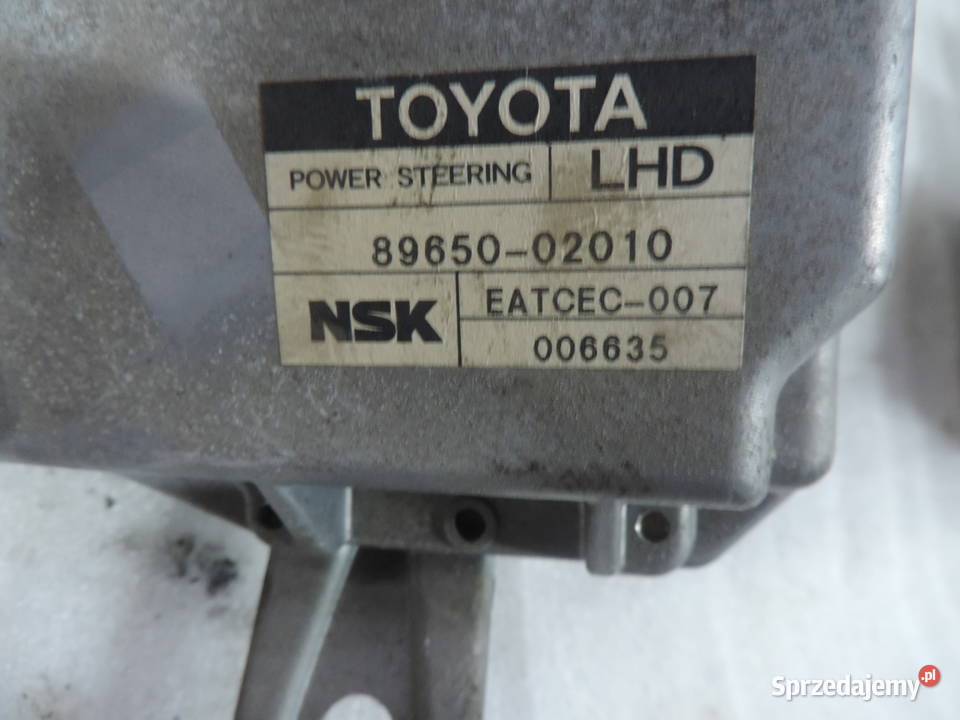 TOYOTA
POWER STEERING LHD
89650-02010
NSK EATCEC-007
006635
Sprzedajemy.pl